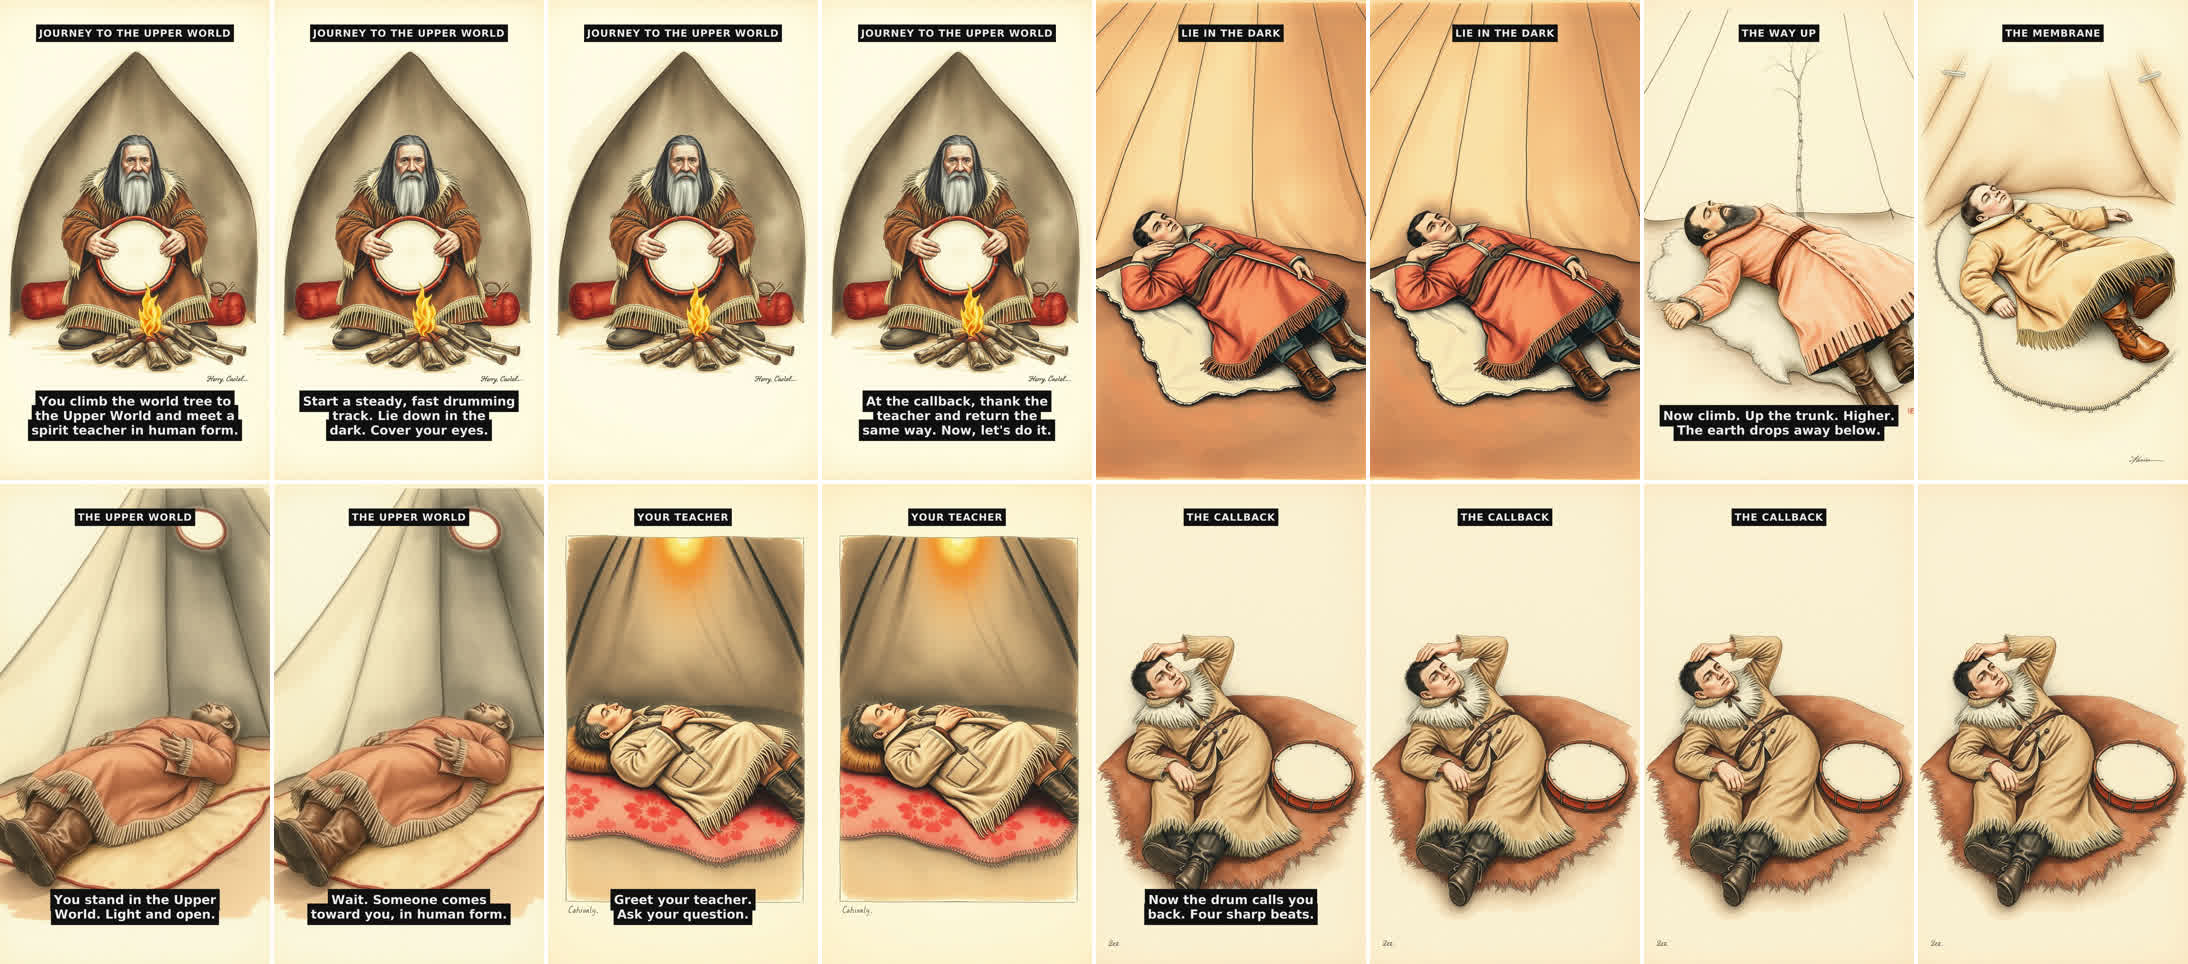 JOURNEY TO THE UPPER WORLD
You climb the world tree to
the Upper World and meet a
spirit teacher in human form.
JOURNEY TO THE UPPER WORLD
Start a steady, fast drumming
track. Lie down in the
dark. Cover your eyes.
JOURNEY TO THE UPPER WORLD
JOURNEY TO THE UPPER WORLD
At the callback, thank the
teacher and return the
same way. Now, let's do it.
LIE IN THE DARK
LIE IN THE DARK
THE WAY UP
Now climb. Up the trunk. Higher.
The earth drops away below.
THE MEMBRANE
THE UPPER WORLD
You stand in the Upper
World. Light and open.
THE UPPER WORLD
Wait. Someone comes
toward you, in human form.
YOUR TEACHER
Greet your teacher.
Ask your question.
YOUR TEACHER
THE CALLBACK
Now the drum calls you
back. Four sharp beats.
THE CALLBACK
THE CALLBACK